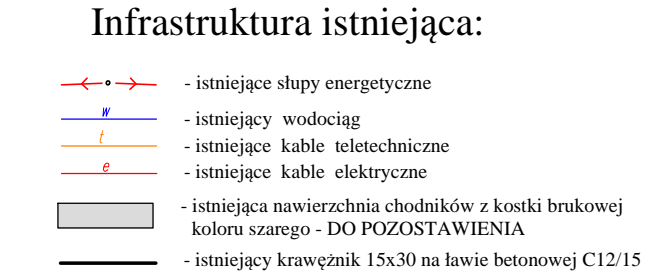 Infrastruktura istniejąca:
- istniejące słupy energetyczne
w - istniejący wodociąg
t - istniejące kable teletechniczne
e - istniejące kable elektryczne
- istniejąca nawierzchnia chodników z kostki brukowej
koloru szarego - DO POZOSTAWIENIA
- istniejący krawężnik 15x30 na ławie betonowej C12/15